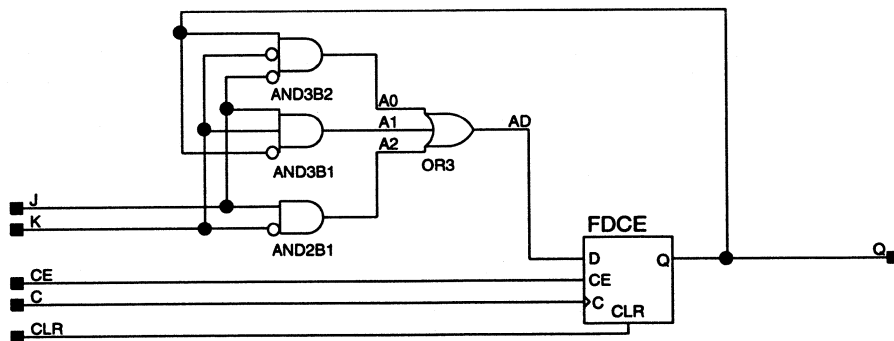 AND3B2
A0
A1
AD
A2
AND3B1
OR3
J
K
AND2B1
FDCE
D
Q
Q
CE
CE
C
C
CLR
CLR